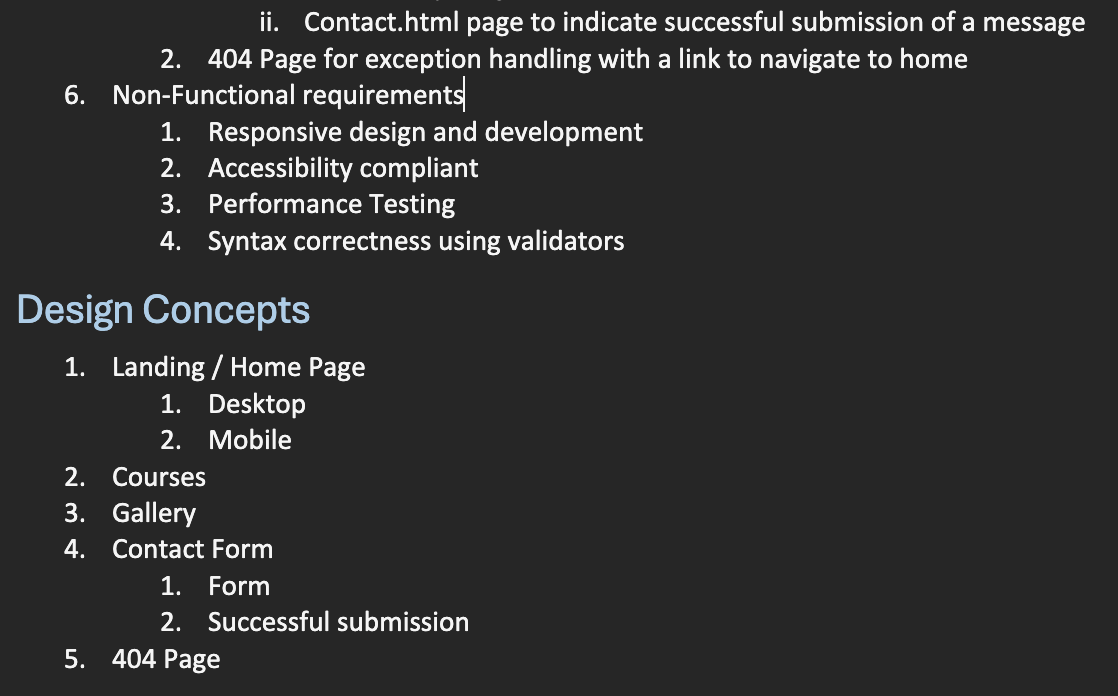 ii. Contact.html page to indicate successful submission of a message
2. 404 Page for exception handling with a link to navigate to home
6. Non-Functional requirements
1. Responsive design and development
2. Accessibility compliant
3. Performance Testing
4. Syntax correctness using validators
Design Concepts
1. Landing / Home Page
1. Desktop
2. Mobile
2. Courses
3. Gallery
4. Contact Form
1. Form
2. Successful submission
5. 404 Page